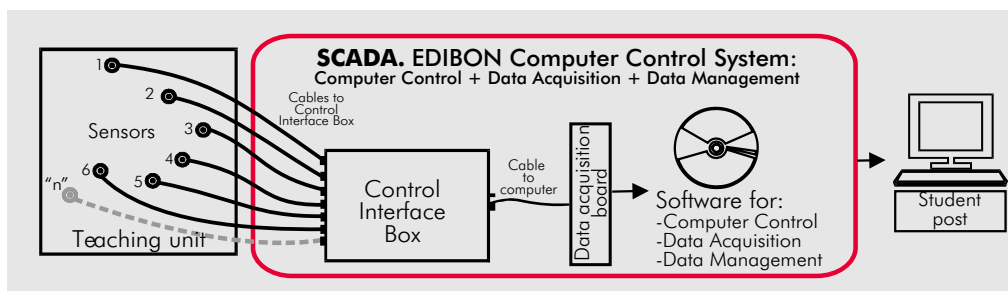 SCADA. EDIBON Computer Control System:
Computer Control + Data Acquisition + Data Management
1
2
3
4
5
6
"n"
Sensors
Teaching unit
Cables to
Control
Interface Box
Control
Interface
Box
Cable
to
computer
Data acquisition
board
Software for:
-Computer Control
-Data Acquisition
-Data Management
Student
post